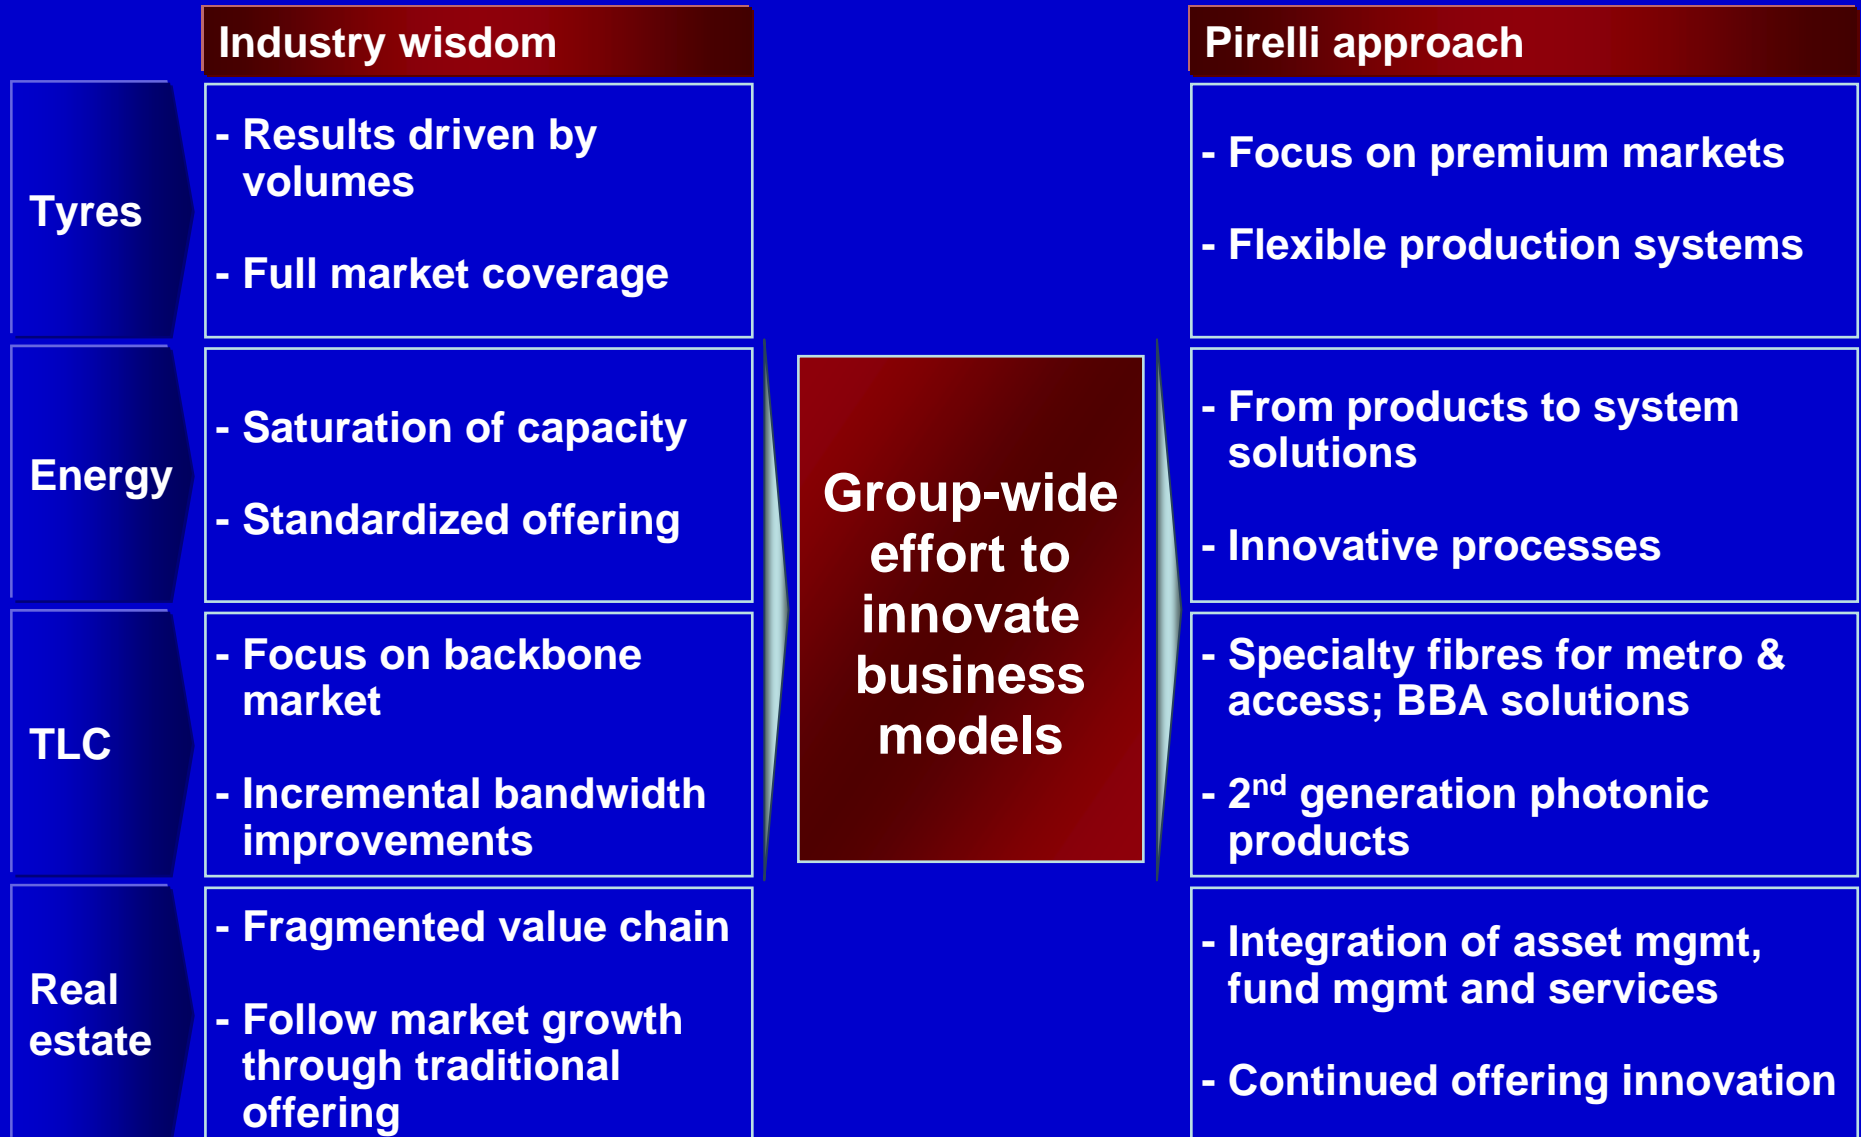 Industry wisdom
Pirelli approach
Tyres
- Results driven by
volumes
- Full market coverage
- Focus on premium markets
- Flexible production systems
Energy
- Saturation of capacity
- Standardized offering
Group-wide
effort to
innovate
business
models
- From products to system
solutions
- Innovative processes
TLC
- Focus on backbone
market
- Incremental bandwidth
improvements
- Specialty fibres for metro &
access; BBA solutions
- 2nd generation photonic
products
Real
estate
- Fragmented value chain
- Follow market growth
through traditional
offering
- Integration of asset mgmt,
fund mgmt and services
- Continued offering innovation